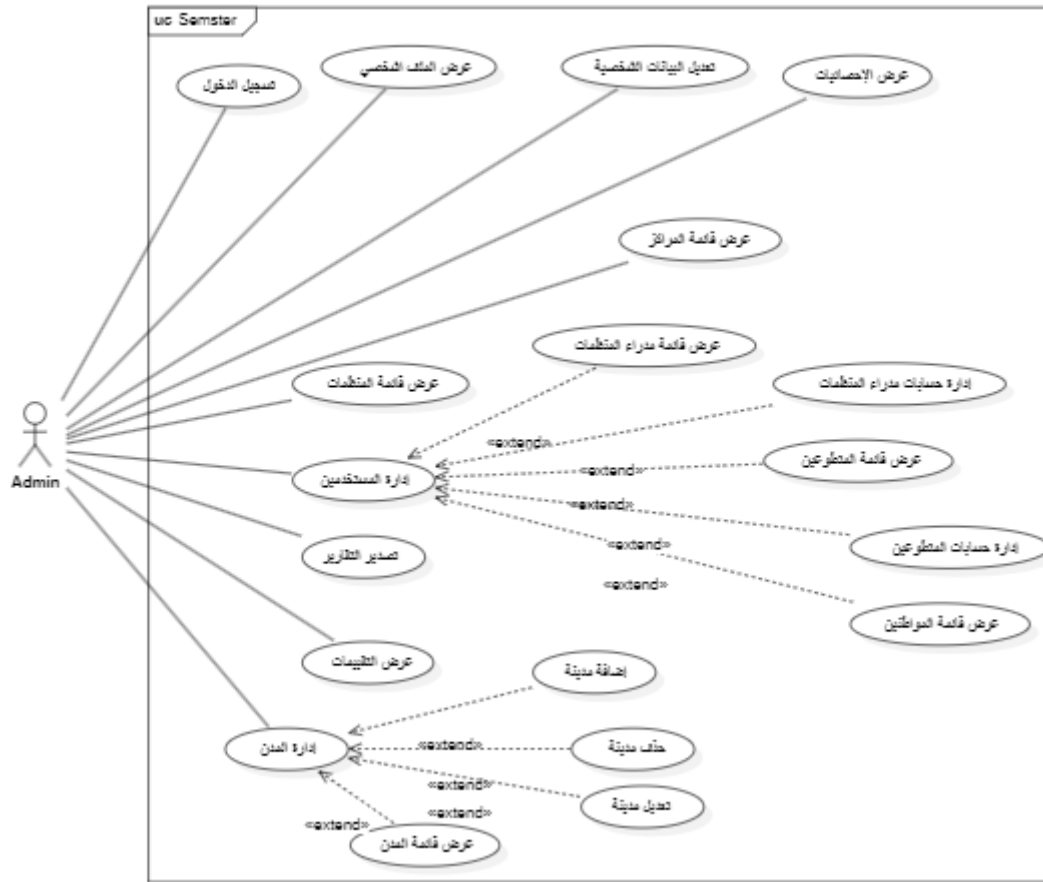 uc Semster
تسجيل الدخول
عرض الملف الشخصي
تعديل البيانات الشخصية
عرض الإحصائيات
عرض قائمة المراكز
عرض قائمة مدراء المنظمات
عرض قائمة المنظمات
إدارة حسابات مدراء المنظمات
«extend»
عرض قائمة المتطوعين
«extend»
إدارة المستخدمين
Admin
«extend»
تصدير التقارير
«extend»
إدارة حسابات المتطوعين
«extend»
عرض قائمة المواطنين
عرض التقييمات
إضافة مدينة
إدارة المدن
«extend»
حذف مدينة
«extend»
تعديل مدينة
«extend»
«extend»
عرض قائمة المدن